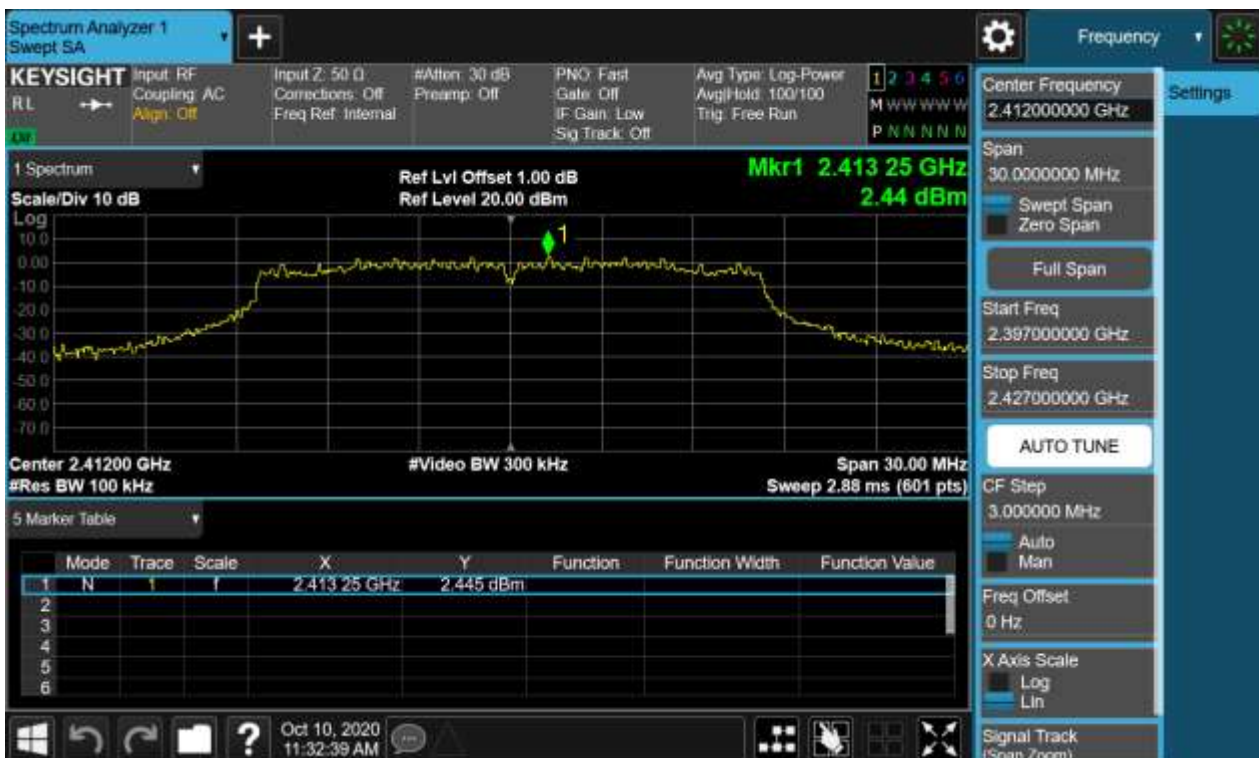 Spectrum Analyzer 1
Swept SA
+
Frequency
KEYSIGHT
RL
Input: RF
Coupling: AC
Align: Off
Input Z: 50 Ω
Corrections: Off
Freq Ref: Internal
#Atten: 30 dB
Preamp: Off
PNO: Fast
Gate: Off
IF Gain: Low
Sig Track: Off
Avg Type: Log-Power
Avg|Hold: 100/100
Trig: Free Run
1 2 3 4 5 6
M W W W W W
P N N N N N
1 Spectrum
Scale/Div 10 dB
Ref Lvl Offset 1.00 dB
Ref Level 20.00 dBm
Mkr1 2.413 25 GHz
2.44 dBm
Log
10.0
0.00
-10.0
-20.0
-30.0
-40.0
-50.0
-60.0
-70.0
1
Center 2.41200 GHz
#Res BW 100 kHz
#Video BW 300 kHz
Span 30.00 MHz
Sweep 2.88 ms (601 pts)
5 Marker Table
Mode Trace Scale X Y Function Function Width Function Value
1 N 1 f 2.413 25 GHz 2.445 dBm
2
3
4
5
6
?
Oct 10, 2020
11:32:39 AM
Center Frequency
2.412000000 GHz
Span
30.0000000 MHz
Swept Span
Zero Span
Full Span
Start Freq
2.397000000 GHz
Stop Freq
2.427000000 GHz
AUTO TUNE
CF Step
3.000000 MHz
Auto
Man
Freq Offset
0 Hz
X Axis Scale
Log
Lin
Signal Track
(Span Zoom)
Settings